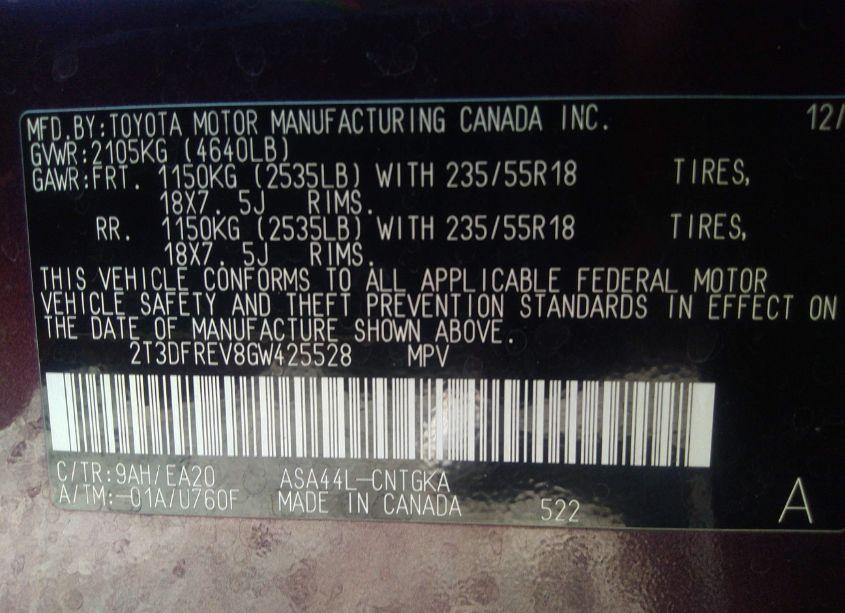 MFD.BY:TOYOTA MOTOR MANUFACTURING CANADA INC. 12/
GVWR:2105KG (4640LB)
GAWR:FRT. 1150KG (2535LB) WITH 235/55R18 TIRES,
18X7. 5J RIMS.
RR. 1150KG (2535LB) WITH 235/55R18 TIRES,
18X7. 5J RIMS.
THIS VEHICLE CONFORMS TO ALL APPLICABLE FEDERAL MOTOR
VEHICLE SAFETY AND THEFT PREVENTION STANDARDS IN EFFECT ON
THE DATE OF MANUFACTURE SHOWN ABOVE.
2T3DFREV8GW425528 MPV
C/TR:9AH/EA20 ASA44L-CNTGKA
A/TM:-01A/U760F MADE IN CANADA 522 A